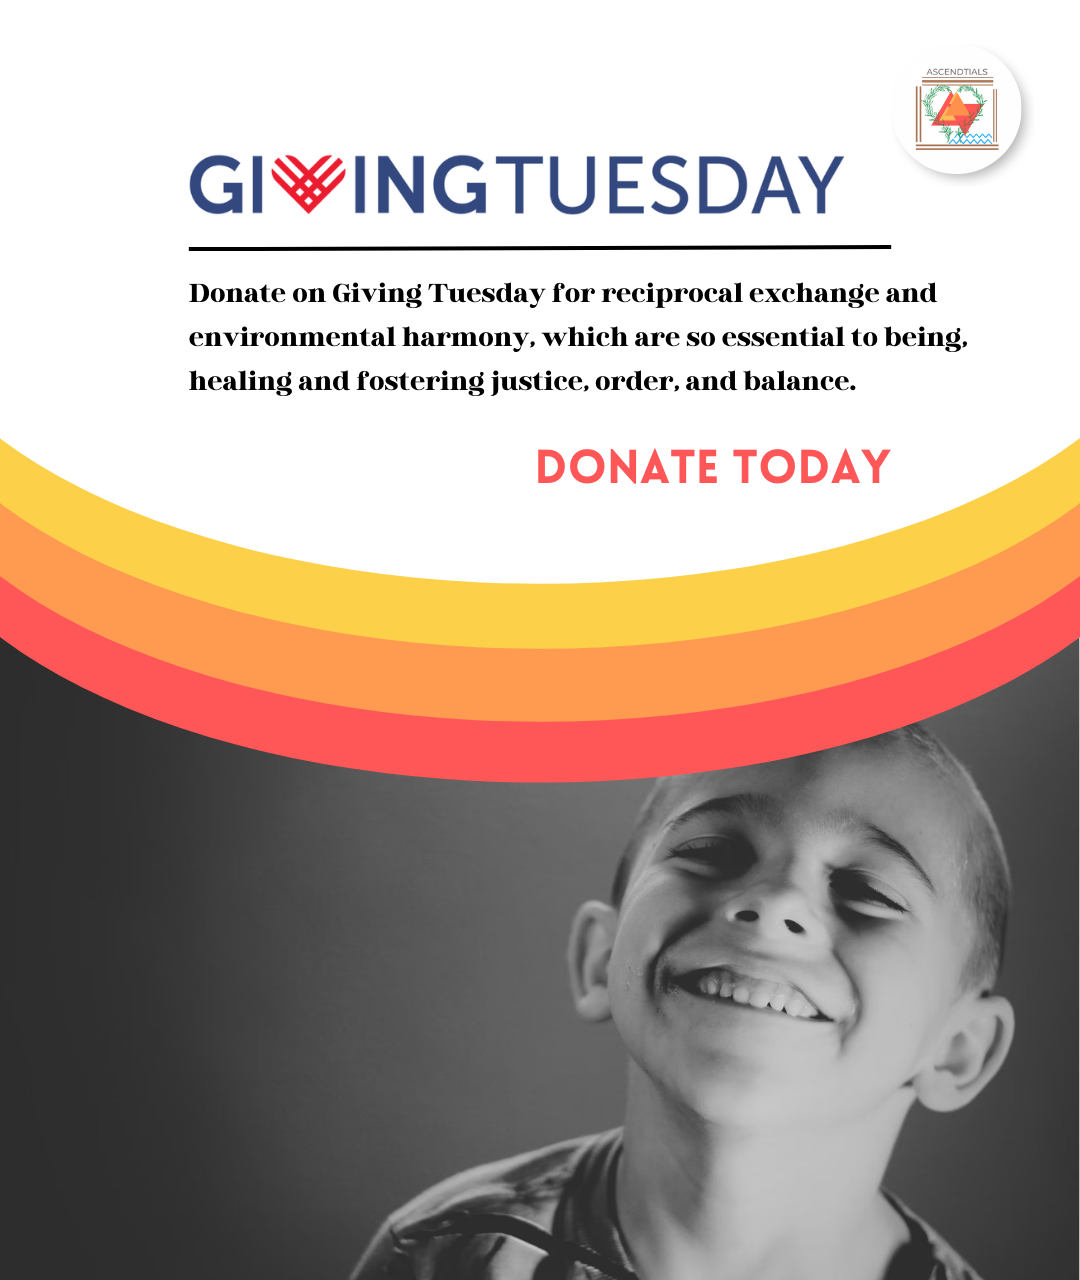 ASCENDTIALS
GIVINGTUESDAY
Donate on Giving Tuesday for reciprocal exchange and
environmental harmony, which are so essential to being,
healing and fostering justice, order, and balance.
DONATE TODAY